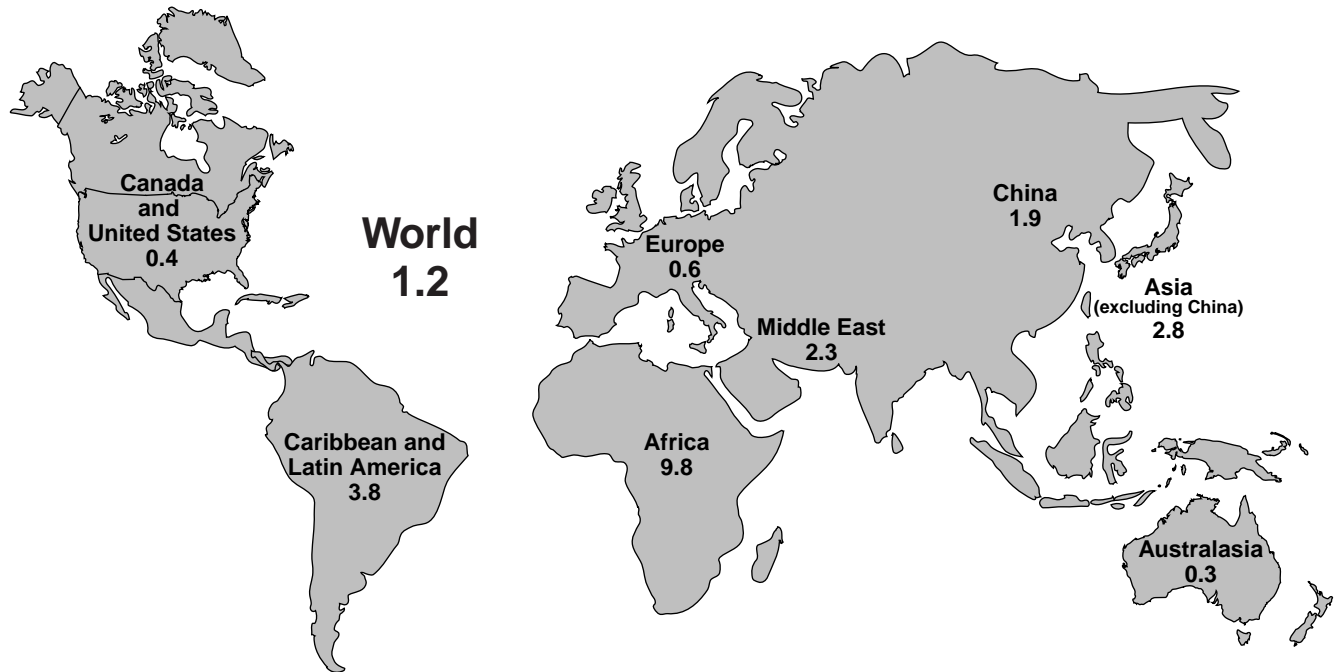 Canada
and
United States
0.4
World
1.2
Europe
0.6
China
1.9
Asia
(excluding China)
2.8
Middle East
2.3
Caribbean and
Latin America
3.8
Africa
9.8
Australasia
0.3